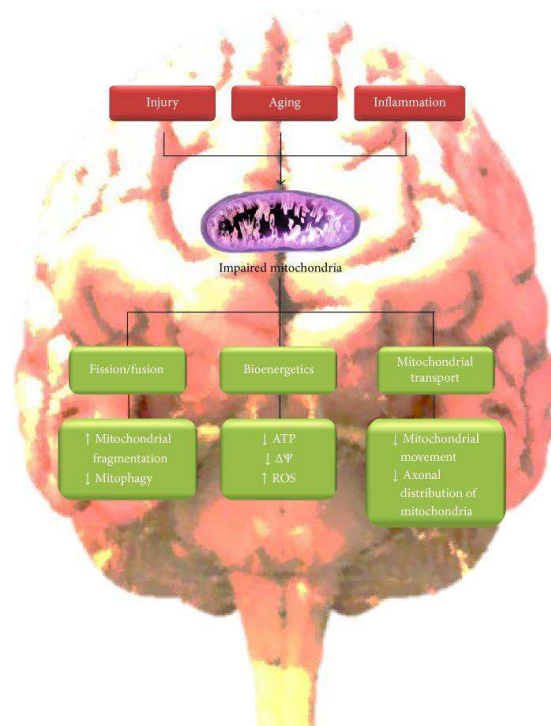 Injury
Aging
Inflammation
Impaired mitochondria
Fission/fusion
Bioenergetics
Mitochondrial
transport
↑ Mitochondrial
fragmentation
↓ Mitophagy
↓ ATP
↓ ΔΨ
↑ ROS
↓ Mitochondrial
movement
↓ Axonal
distribution of
mitochondria